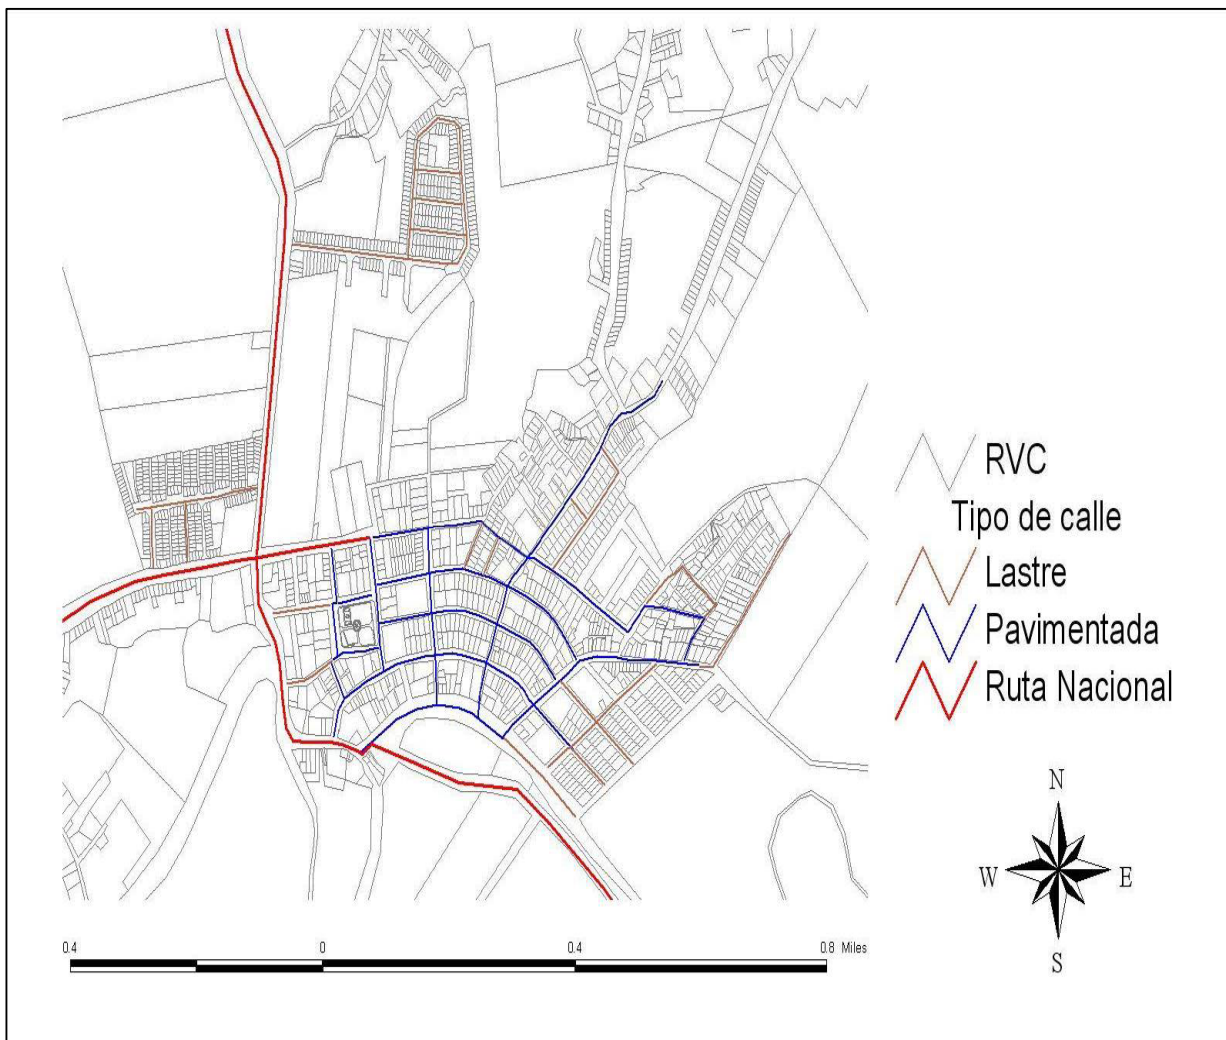 RVC
Tipo de calle
Lastre
Pavimentada
Ruta Nacional
N
W E
S
0.4 0 0.4 0.8 Miles